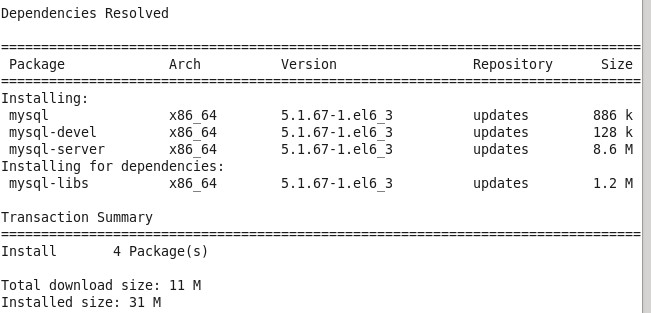 Dependencies Resolved
================================================================================
 Package             Arch          Version                 Repository      Size
================================================================================
Installing:
 mysql               x86_64        5.1.67-1.el6_3          updates        886 k
 mysql-devel         x86_64        5.1.67-1.el6_3          updates        128 k
 mysql-server        x86_64        5.1.67-1.el6_3          updates        8.6 M
Installing for dependencies:
 mysql-libs          x86_64        5.1.67-1.el6_3          updates        1.2 M
Transaction Summary
================================================================================
Install       4 Package(s)
Total download size: 11 M
Installed size: 31 M